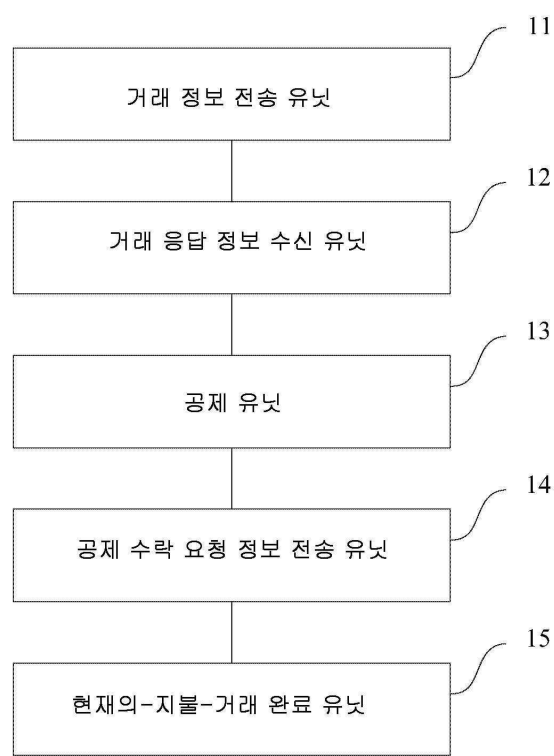 11
거래 정보 전송 유닛
12
거래 응답 정보 수신 유닛
13
공제 유닛
14
공제 수락 요청 정보 전송 유닛
15
현재의-지불-거래 완료 유닛